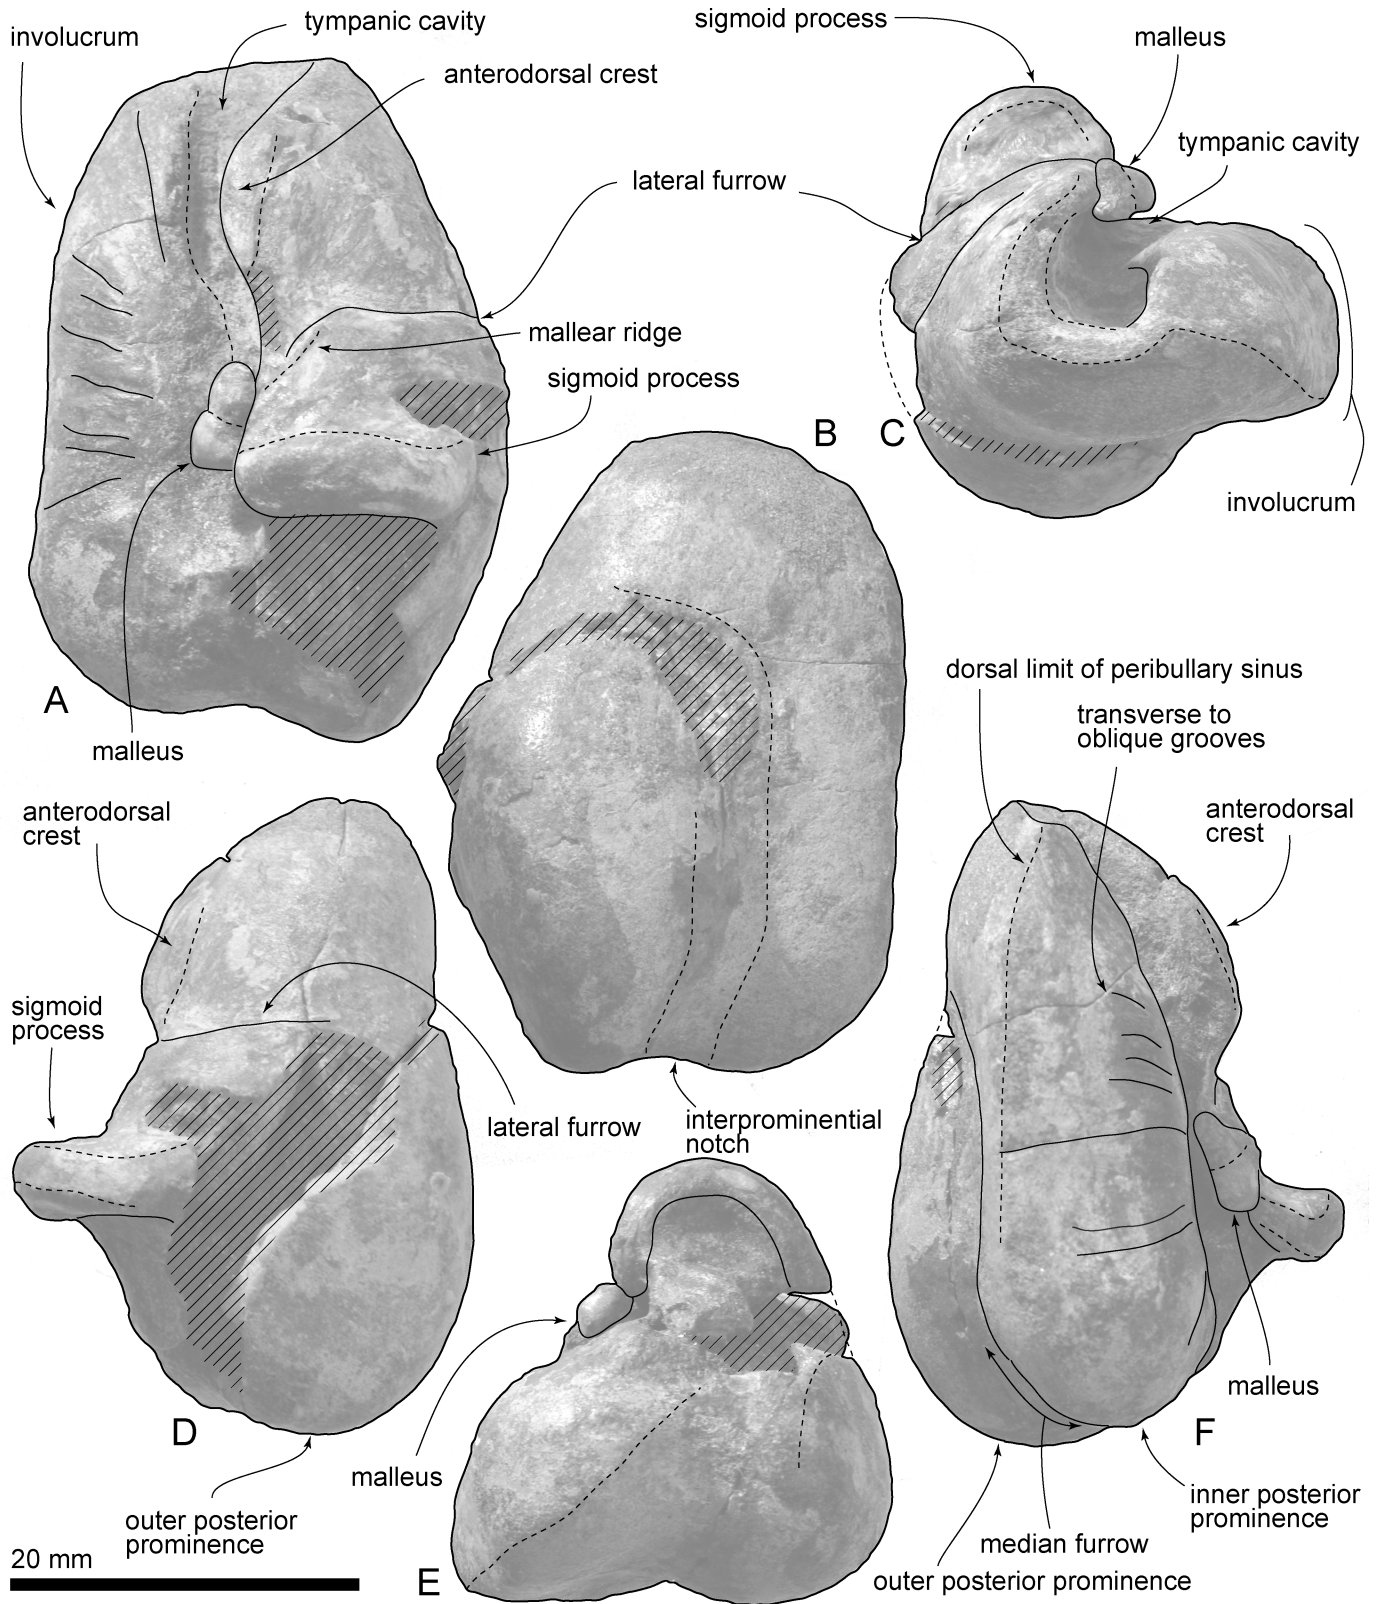 involucrum
tympanic cavity
anterodorsal crest
sigmoid process
malleus
tympanic cavity
lateral furrow
mallear ridge
sigmoid process
B
C
involucrum
A
malleus
dorsal limit of peribullary sinus
transverse to
oblique grooves
anterodorsal
crest
anterodorsal
crest
sigmoid
process
lateral furrow
interprominential
notch
D
malleus
outer posterior
prominence
20 mm
E
malleus
F
inner posterior
prominence
median furrow
outer posterior prominence